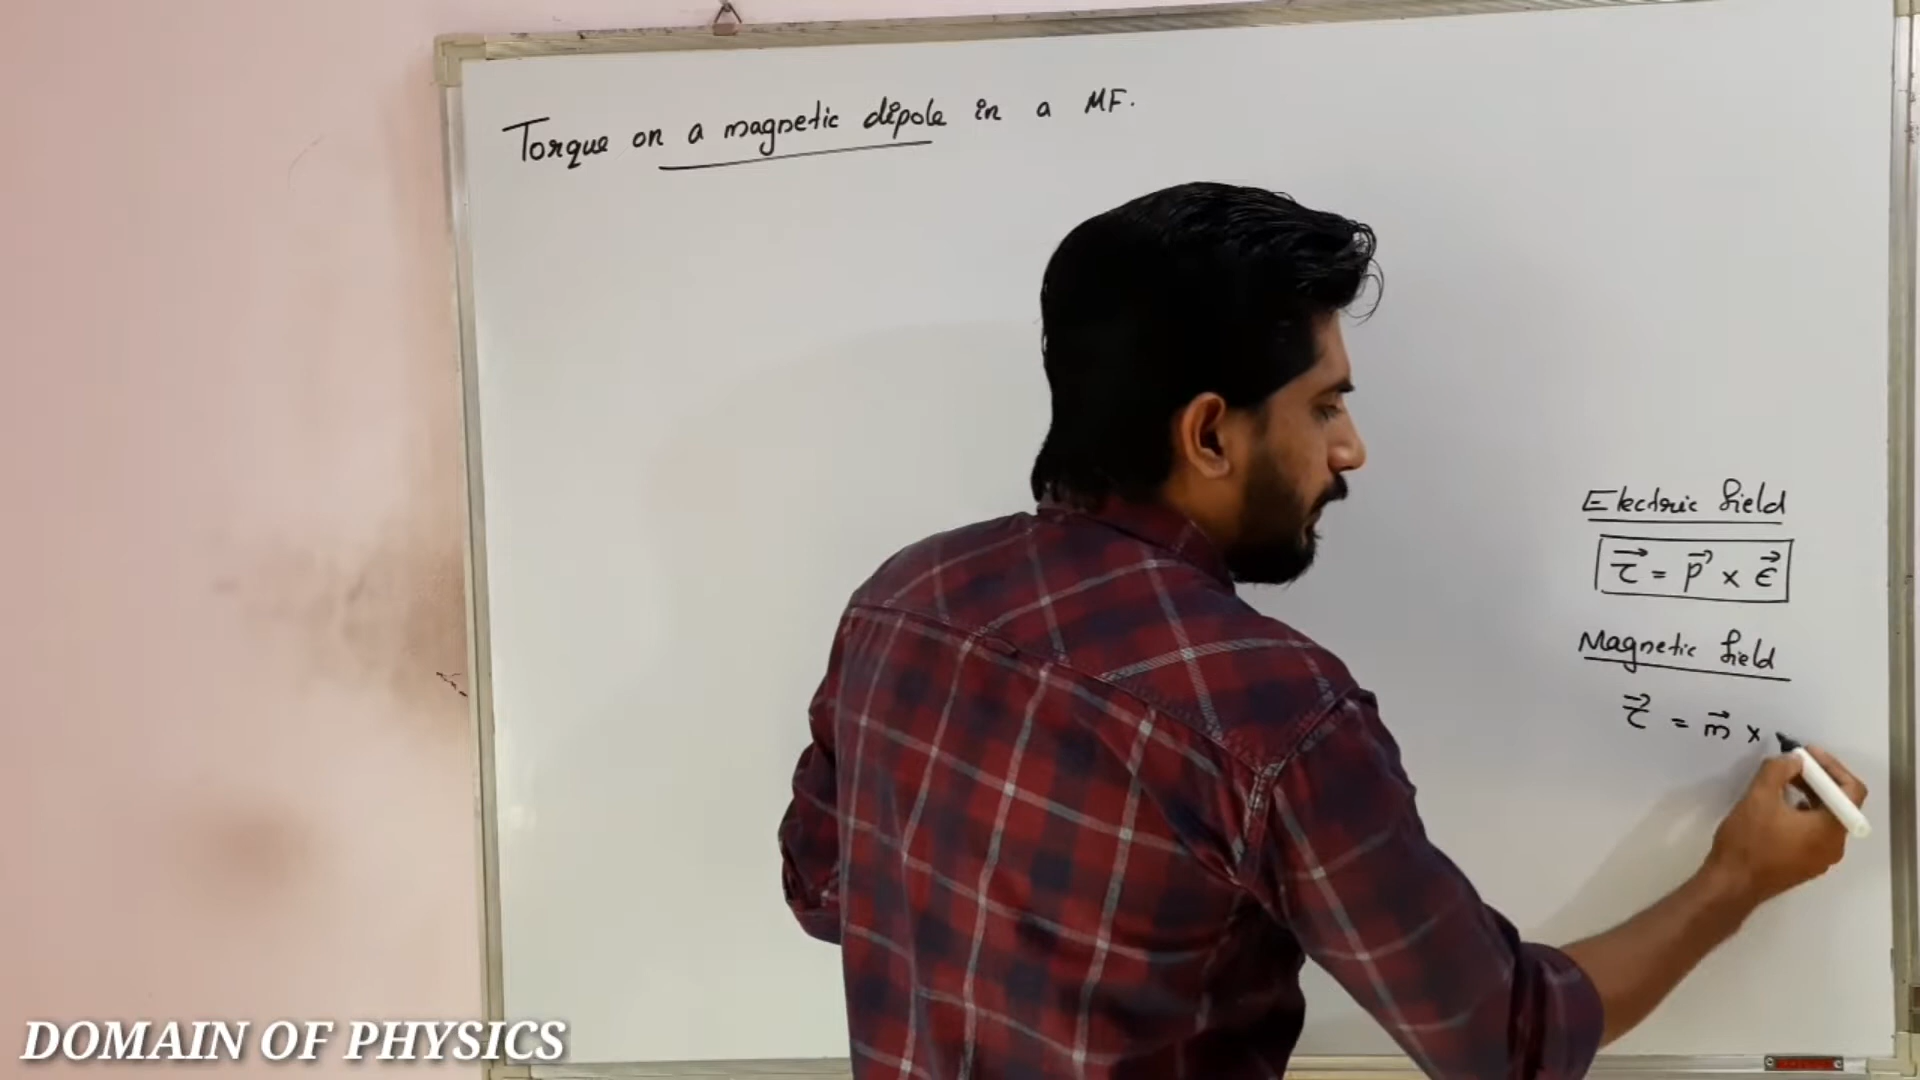 Torque on a magnetic dipole in a MF.
Electric field
τ⃗ = p⃗ × ϵ⃗
Magnetic field
τ⃗ = m⃗ ×
DOMAIN OF PHYSICS